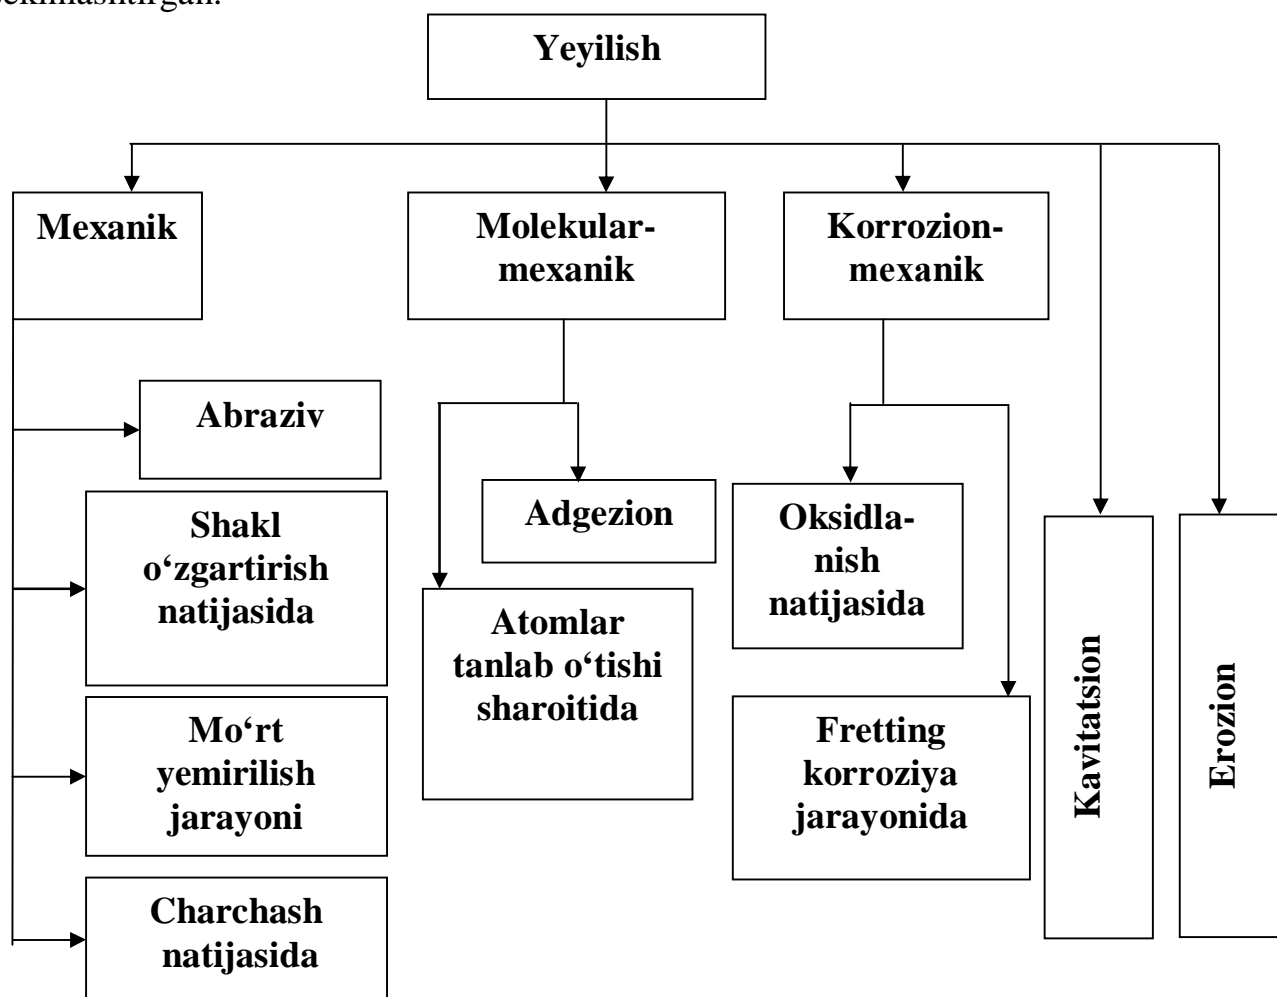 Yeyilish
Mexanik
Molekular-
mexanik
Korrozion-
mexanik
Abraziv
Shakl
o‘zgartirish
natijasida
Mo‘rt
yemirilish
jarayoni
Charchash
natijasida
Adgezion
Atomlar
tanlab o‘tishi
sharoitida
Oksidla-
nish
natijasida
Fretting
korroziya
jarayonida
Kavitatsion
Erozion